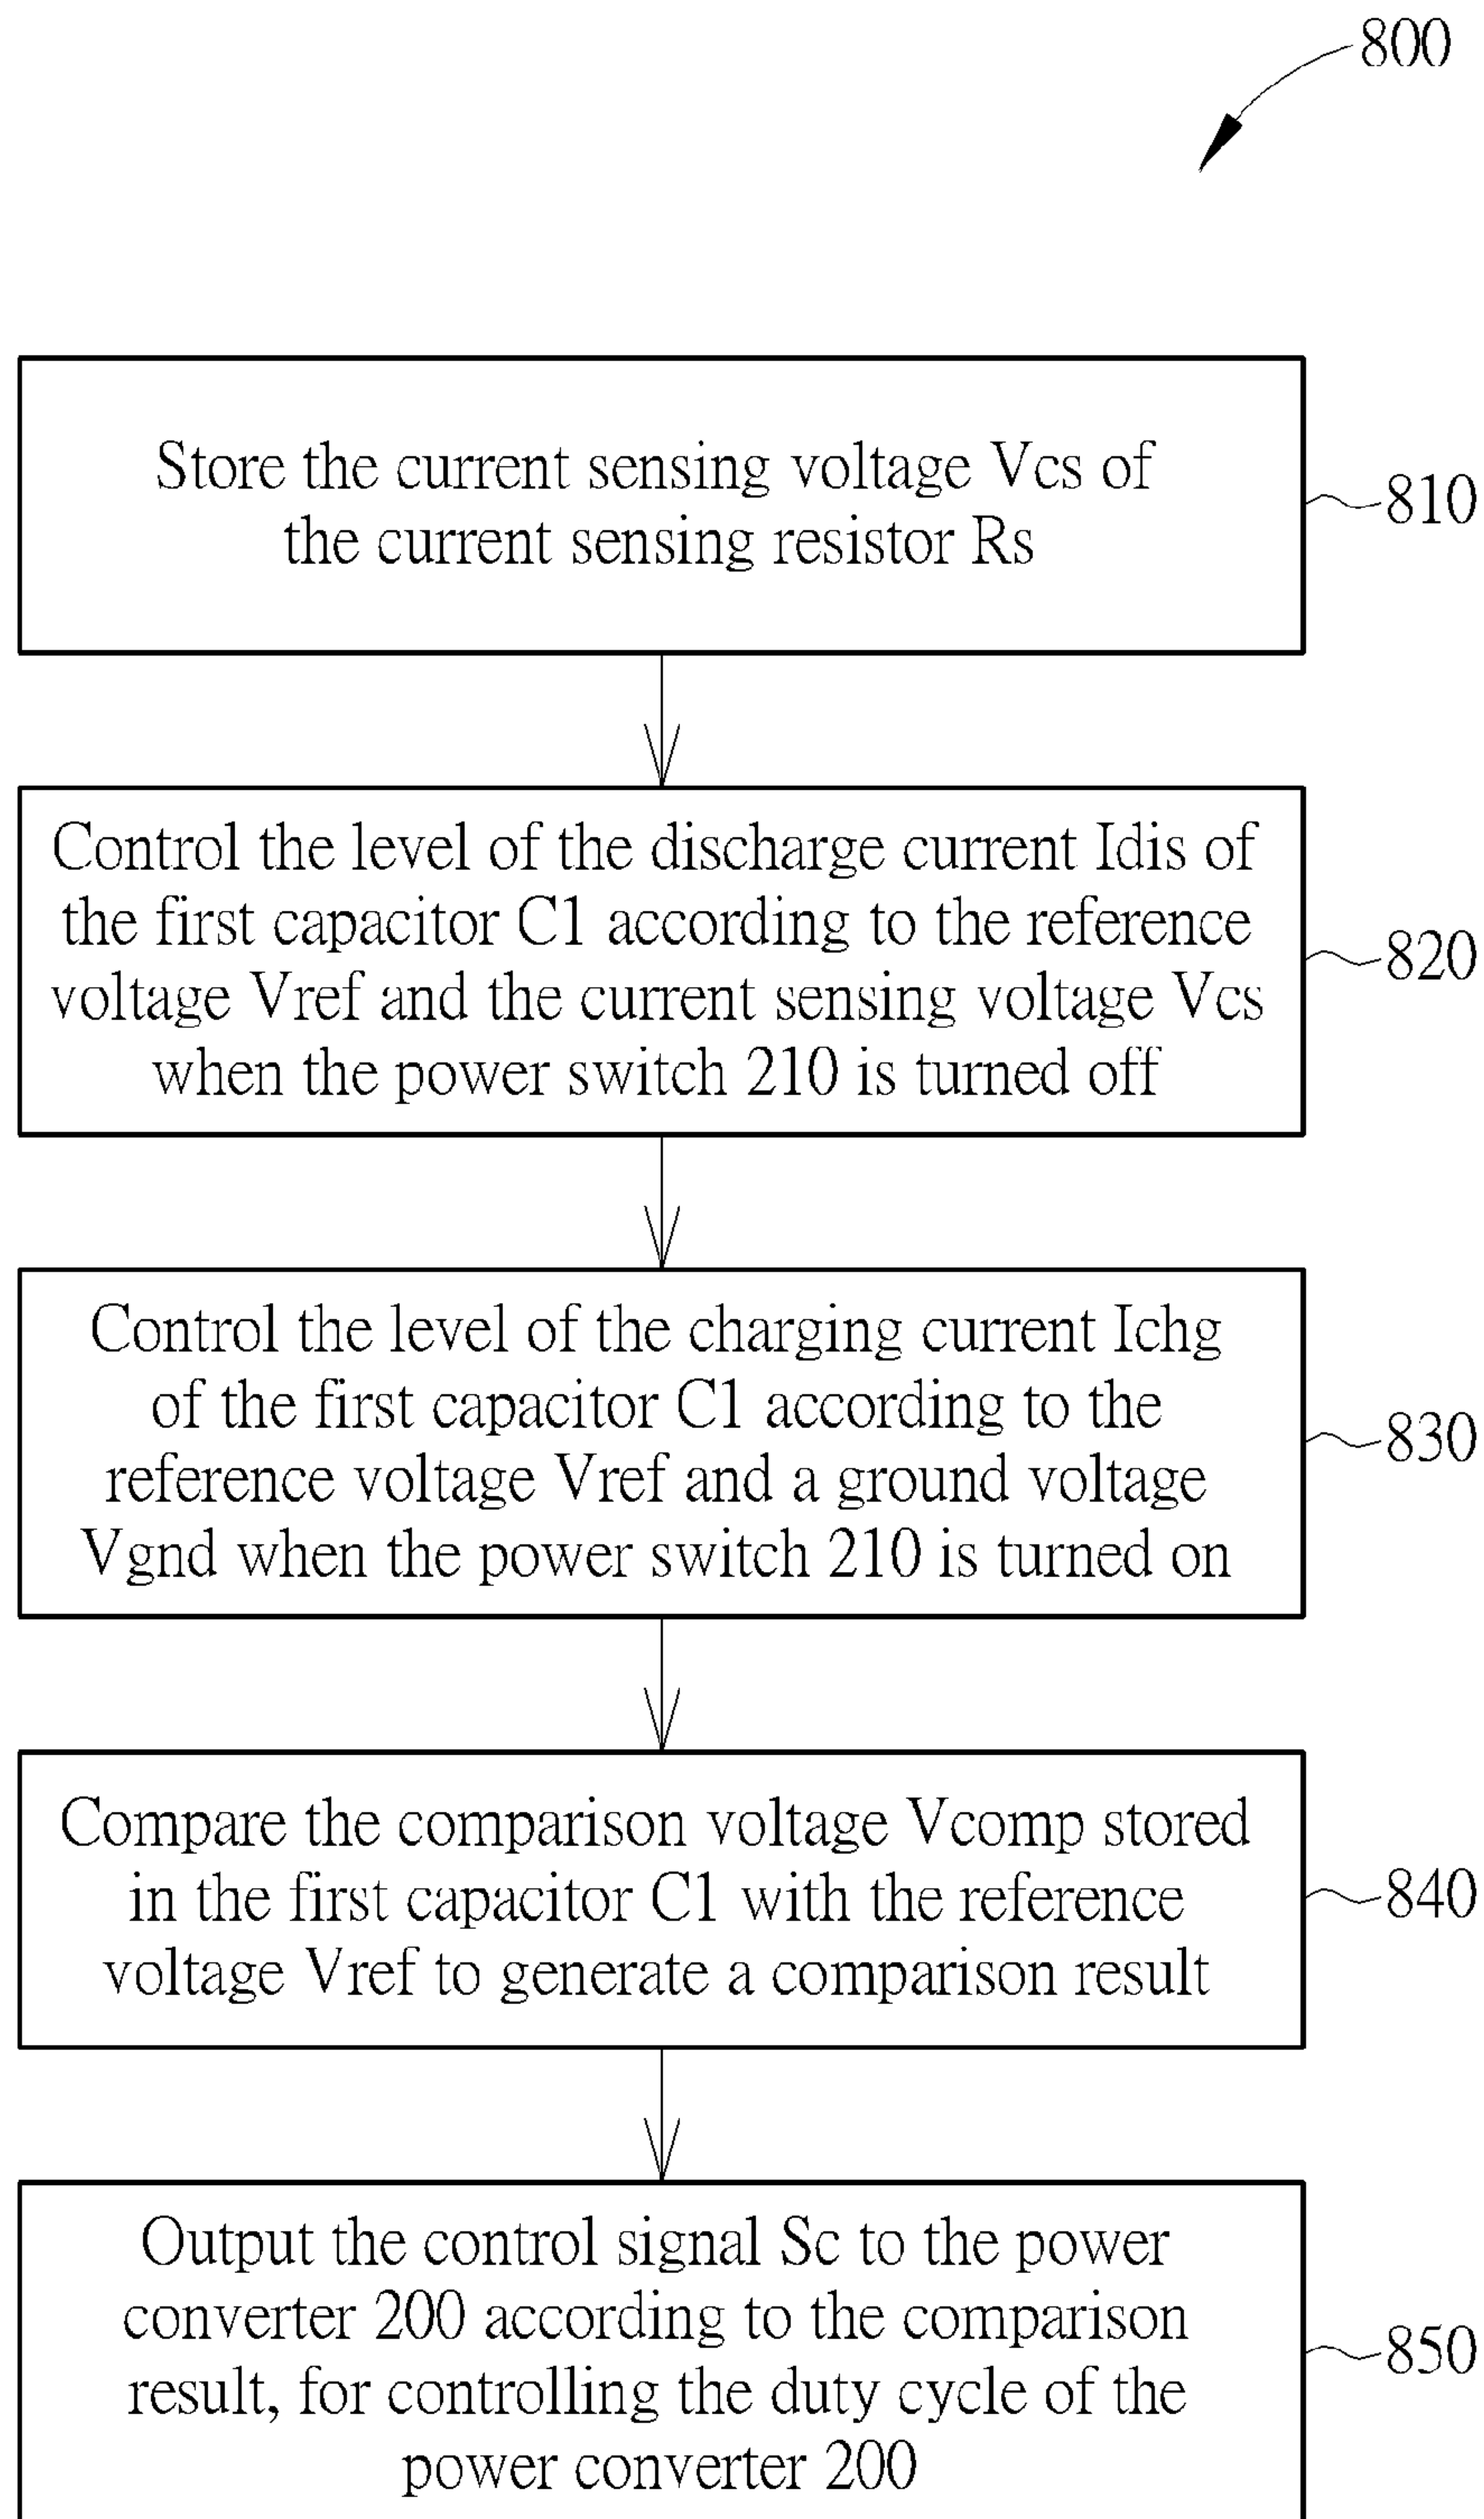 800
Store the current sensing voltage Vcs of
the current sensing resistor Rs
810
Control the level of the discharge current Idis of
the first capacitor C1 according to the reference
voltage Vref and the current sensing voltage Vcs
when the power switch 210 is turned off
820
Control the level of the charging current Ichg
of the first capacitor C1 according to the
reference voltage Vref and a ground voltage
Vgnd when the power switch 210 is turned on
830
Compare the comparison voltage Vcomp stored
in the first capacitor C1 with the reference
voltage Vref to generate a comparison result
840
Output the control signal Sc to the power
converter 200 according to the comparison
result, for controlling the duty cycle of the
power converter 200
850